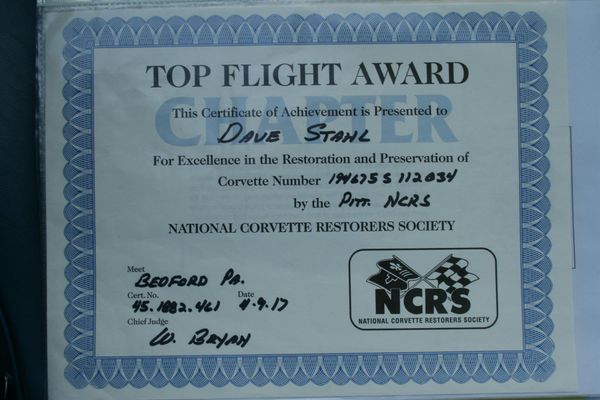 TOP FLIGHT AWARD
CHAPTER
This Certificate of Achievement is Presented to
DAVE STAHL
For Excellence in the Restoration and Preservation of
Corvette Number 194675 S 112034
by the PITT. NCRS
NATIONAL CORVETTE RESTORERS SOCIETY
Meet
BEDFORD PA.
Cert. No. Date
45.1882.461 4.9.17
Chief Judge
W. BRYAN
NCRS
NATIONAL CORVETTE RESTORERS SOCIETY